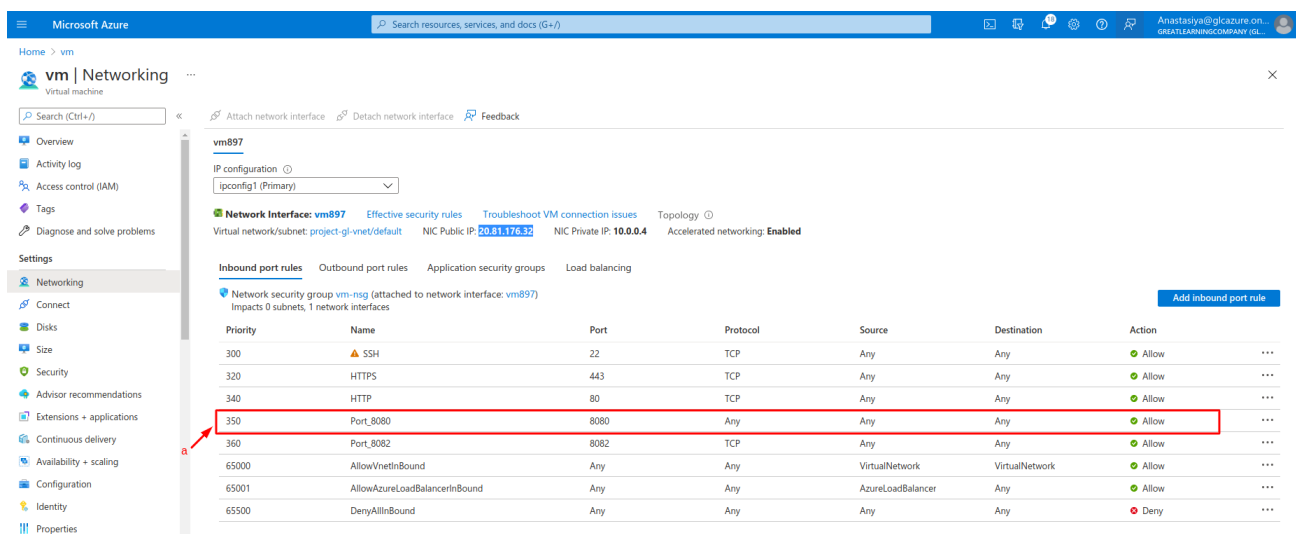 Microsoft Azure
Search resources, services, and docs (G+/)
18
Anastasiya@glcazure.on...
GREATLEARNINGCOMPANY (GL...
Home > vm
vm | Networking ...
Virtual machine
Search (Ctrl+/)
«
Attach network interface
Detach network interface
Feedback
Overview
Activity log
Access control (IAM)
Tags
Diagnose and solve problems
Settings
Networking
Connect
Disks
Size
Security
Advisor recommendations
Extensions + applications
Continuous delivery
Availability + scaling
Configuration
Identity
Properties
vm897
IP configuration
ipconfig1 (Primary)
Network Interface: vm897 Effective security rules Troubleshoot VM connection issues Topology
Virtual network/subnet: project-gl-vnet/default NIC Public IP: 20.81.176.32 NIC Private IP: 10.0.0.4 Accelerated networking: Enabled
Inbound port rules Outbound port rules Application security groups Load balancing
Network security group vm-nsg (attached to network interface: vm897)
Impacts 0 subnets, 1 network interfaces
Add inbound port rule
Priority Name Port Protocol Source Destination Action
300 SSH 22 TCP Any Any Allow ...
320 HTTPS 443 TCP Any Any Allow ...
340 HTTP 80 TCP Any Any Allow ...
350 Port_8080 8080 Any Any Any Allow ...
a
360 Port_8082 8082 TCP Any Any Allow ...
65000 AllowVnetInBound Any Any VirtualNetwork VirtualNetwork Allow ...
65001 AllowAzureLoadBalancerInBound Any Any AzureLoadBalancer Any Allow ...
65500 DenyAllInBound Any Any Any Any Deny ...